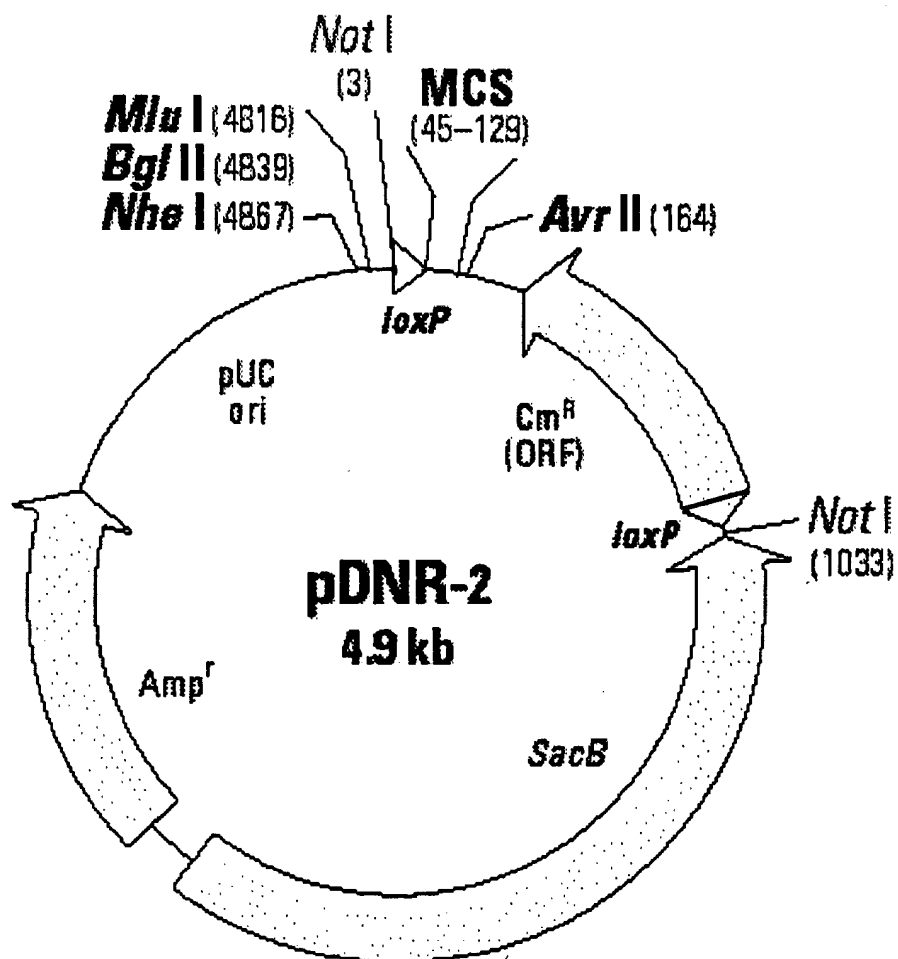 Not I
(3)
MCS
(45–129)
Mlu I (4816)
Bgl II (4839)
Nhe I (4867)
Avr II (164)
loxP
pUC
ori
Cm^R
(ORF)
loxP
Not I
(1033)
pDNR-2
4.9 kb
Amp^r
SacB